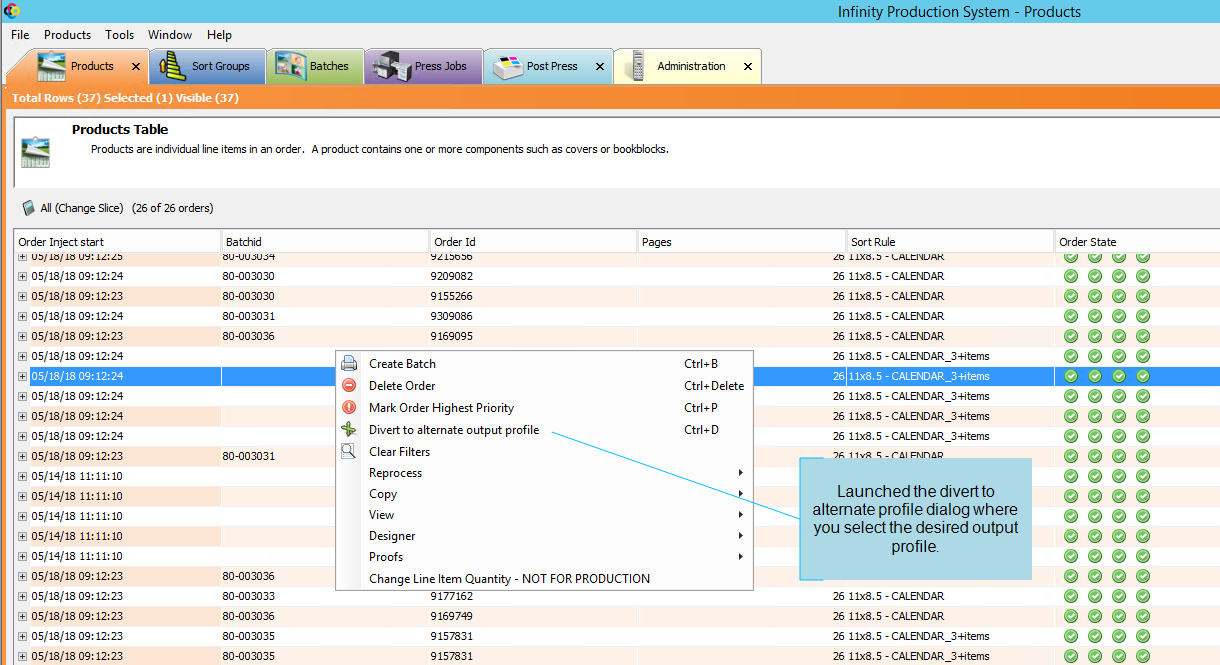 Infinity Production System - Products
File Products Tools Window Help
Products Sort Groups Batches Press Jobs Post Press Administration
Total Rows (37) Selected (1) Visible (37)
Products Table
Products are individual line items in an order. A product contains one or more components such as covers or bookblocks.
All (Change Slice) (26 of 26 orders)
Order Inject start Batchid Order Id Pages Sort Rule Order State
05/18/18 09:12:25 80-003034 9215656 26 11x8.5 - CALENDAR
05/18/18 09:12:24 80-003030 9209082 26 11x8.5 - CALENDAR
05/18/18 09:12:23 80-003030 9155266 26 11x8.5 - CALENDAR
05/18/18 09:12:24 80-003031 9309086 26 11x8.5 - CALENDAR
05/18/18 09:12:23 80-003036 9169095 26 11x8.5 - CALENDAR
05/18/18 09:12:24 26 11x8.5 - CALENDAR_3+items
05/18/18 09:12:24 26 11x8.5 - CALENDAR_3+items
05/18/18 09:12:24 26 11x8.5 - CALENDAR_3+items
05/18/18 09:12:24 26 11x8.5 - CALENDAR_3+items
05/18/18 09:12:24 26 11x8.5 - CALENDAR_3+items
05/18/18 09:12:23 80-003031 26 11x8.5 - CALENDAR
05/14/18 11:11:10
05/14/18 11:11:10
05/14/18 11:11:10
05/14/18 11:11:10
05/14/18 11:11:10
05/18/18 09:12:23 80-003036
05/18/18 09:12:23 80-003033 9177162 26 11x8.5 - CALENDAR
05/18/18 09:12:23 80-003036 9169749 26 11x8.5 - CALENDAR
05/18/18 09:12:23 80-003035 9157831 26 11x8.5 - CALENDAR_3+items
05/18/18 09:12:23 80-003035 9157831 26 11x8.5 - CALENDAR_3+items
Create Batch Ctrl+B
Delete Order Ctrl+Delete
Mark Order Highest Priority Ctrl+P
Divert to alternate output profile Ctrl+D
Clear Filters
Reprocess
Copy
View
Designer
Proofs
Change Line Item Quantity - NOT FOR PRODUCTION
Launched the divert to
alternate profile dialog where
you select the desired output
profile.